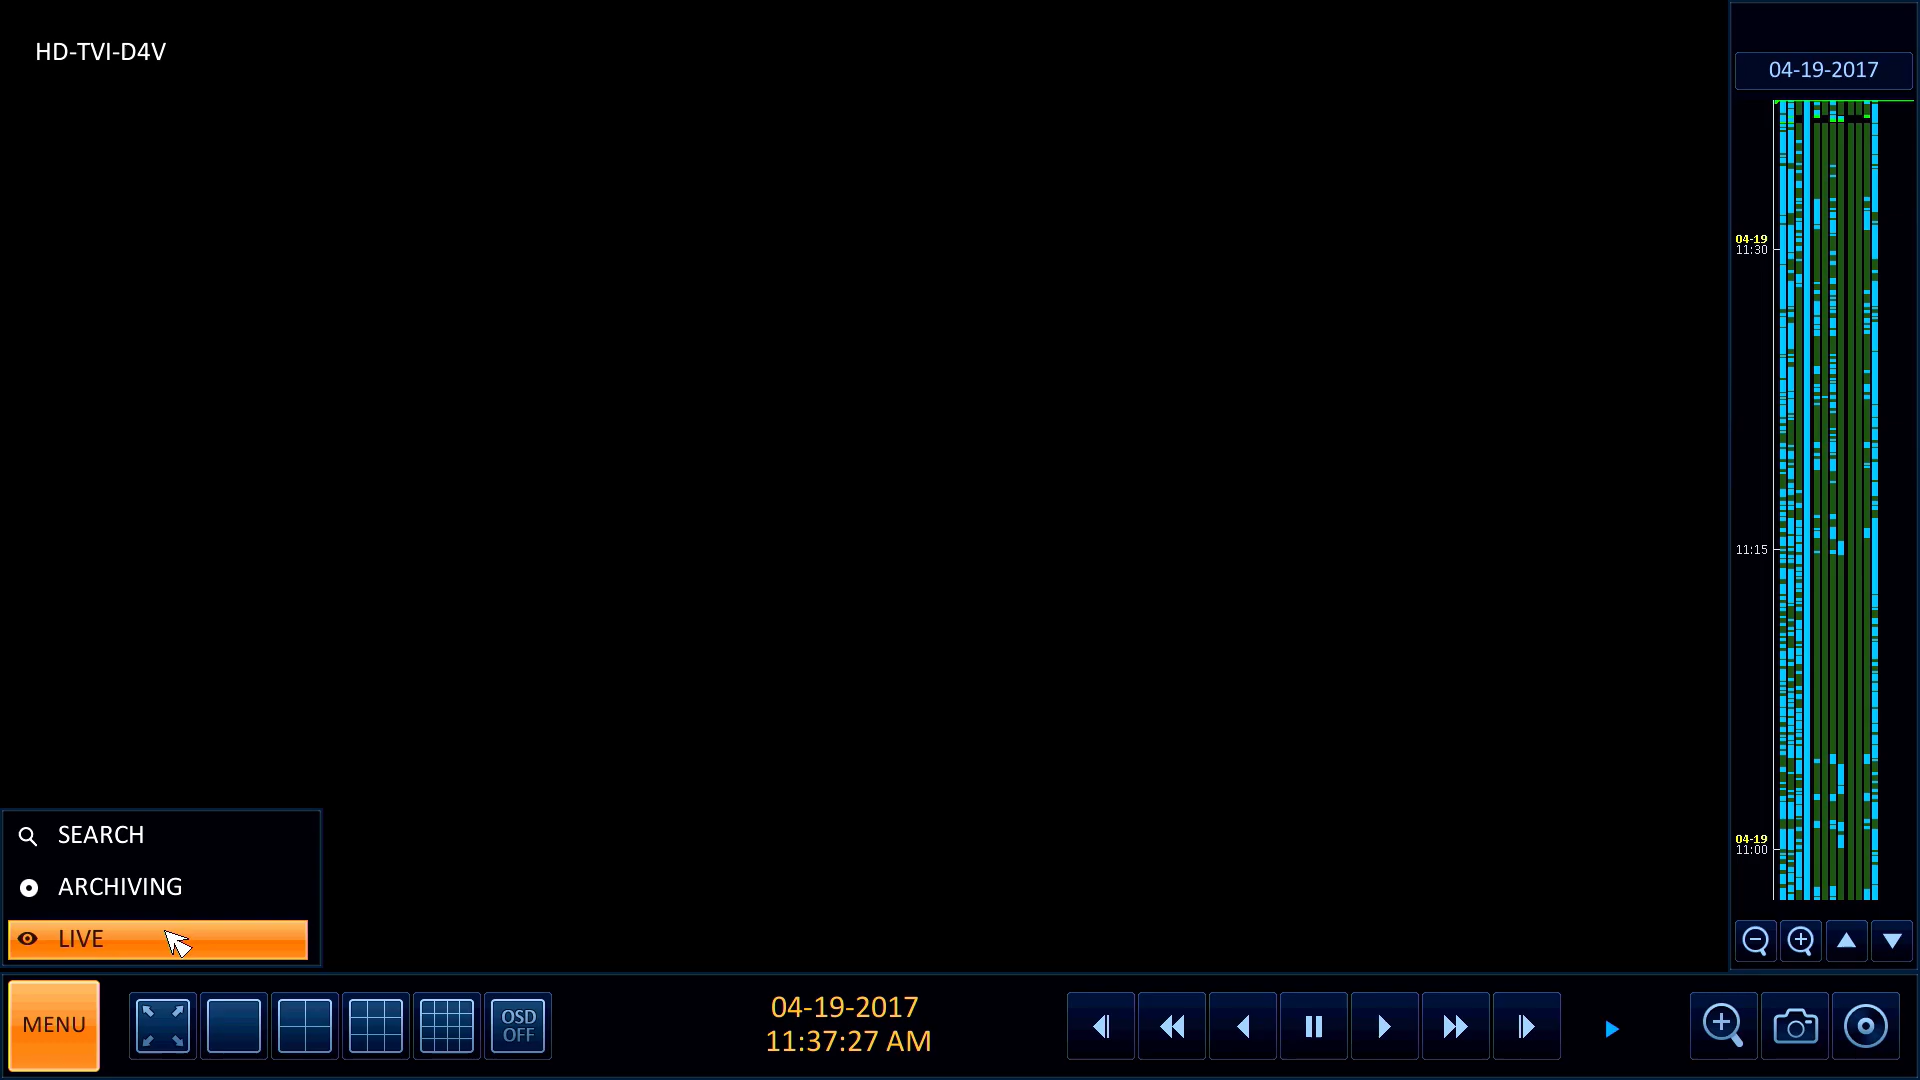 HD-TVI-D4V
04-19-2017
04-19
11:30
11:15
04-19
11:00
SEARCH
ARCHIVING
LIVE
MENU
OSD
OFF
04-19-2017
11:37:27 AM